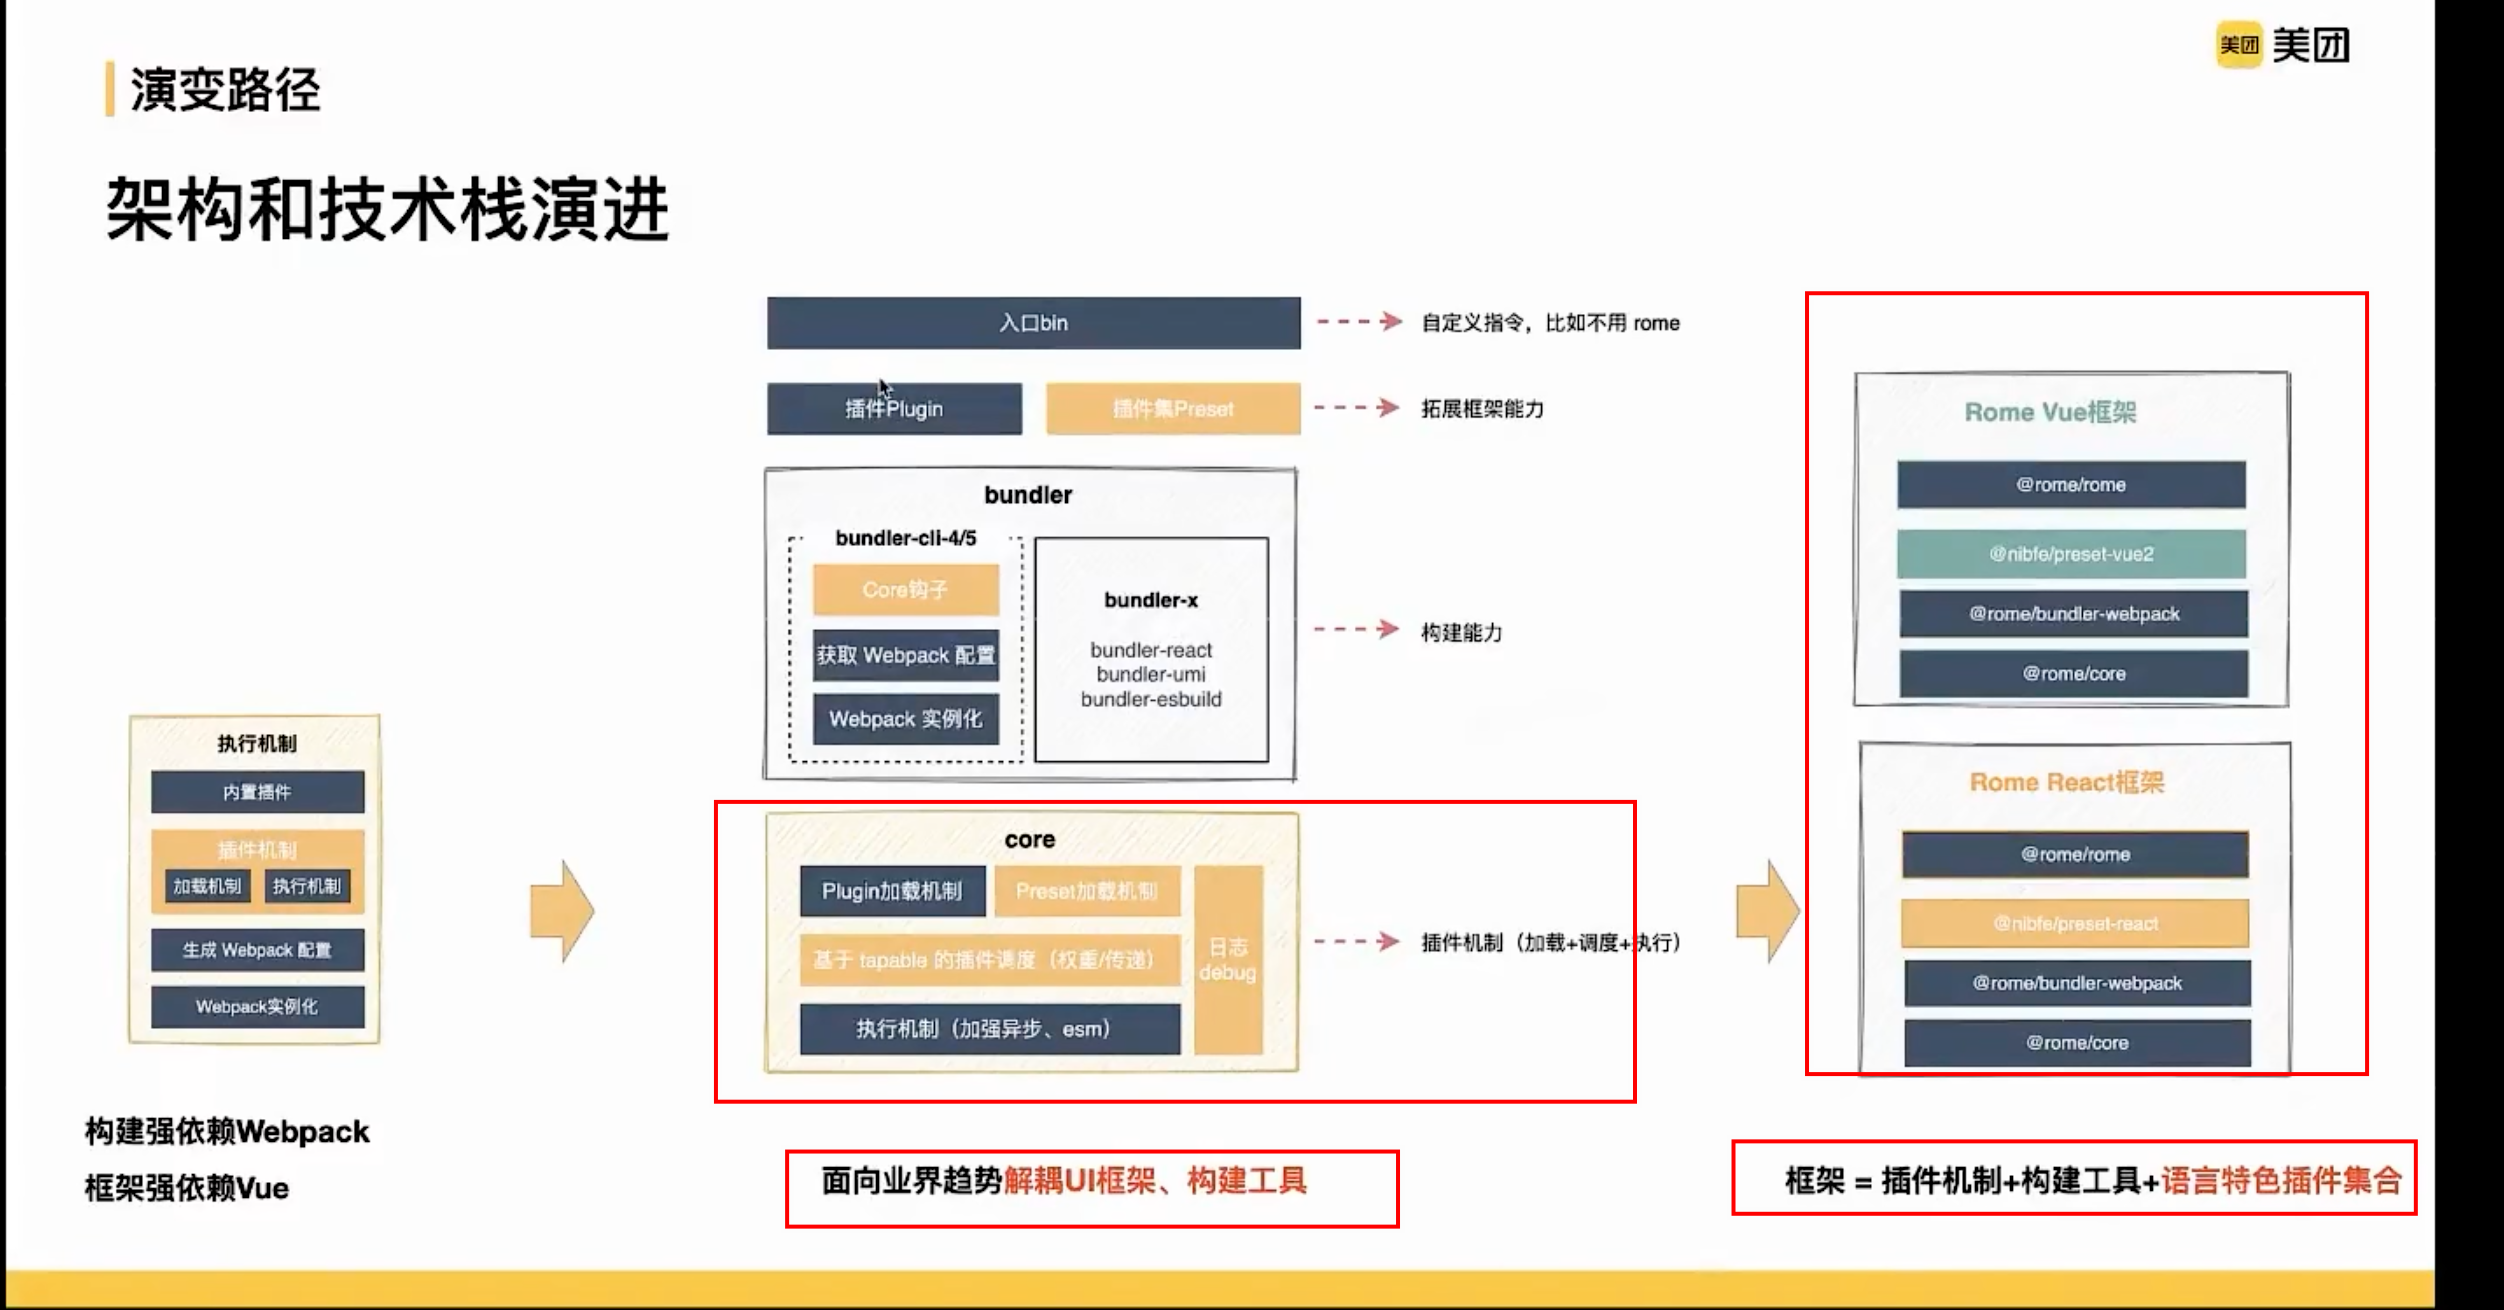 美团 美团
演变路径
架构和技术栈演进
执行机制
内置插件
插件机制
加载机制 执行机制
生成 Webpack 配置
Webpack实例化
构建强依赖Webpack
框架强依赖Vue
入口bin
自定义指令，比如不用 rome
插件Plugin 插件集Preset
拓展框架能力
bundler
bundler-cli-4/5
Core钩子
获取 Webpack 配置
Webpack 实例化
bundler-x
bundler-react
bundler-umi
bundler-esbuild
构建能力
core
Plugin加载机制 Preset加载机制
基于 tapable 的插件调度（权重/传递）
执行机制（加强异步、esm）
日志
debug
插件机制（加载+调度+执行）
面向业界趋势解耦UI框架、构建工具
Rome Vue框架
@rome/rome
@nibfe/preset-vue2
@rome/bundler-webpack
@rome/core
Rome React框架
@rome/rome
@nibfe/preset-react
@rome/bundler-webpack
@rome/core
框架 = 插件机制+构建工具+语言特色插件集合